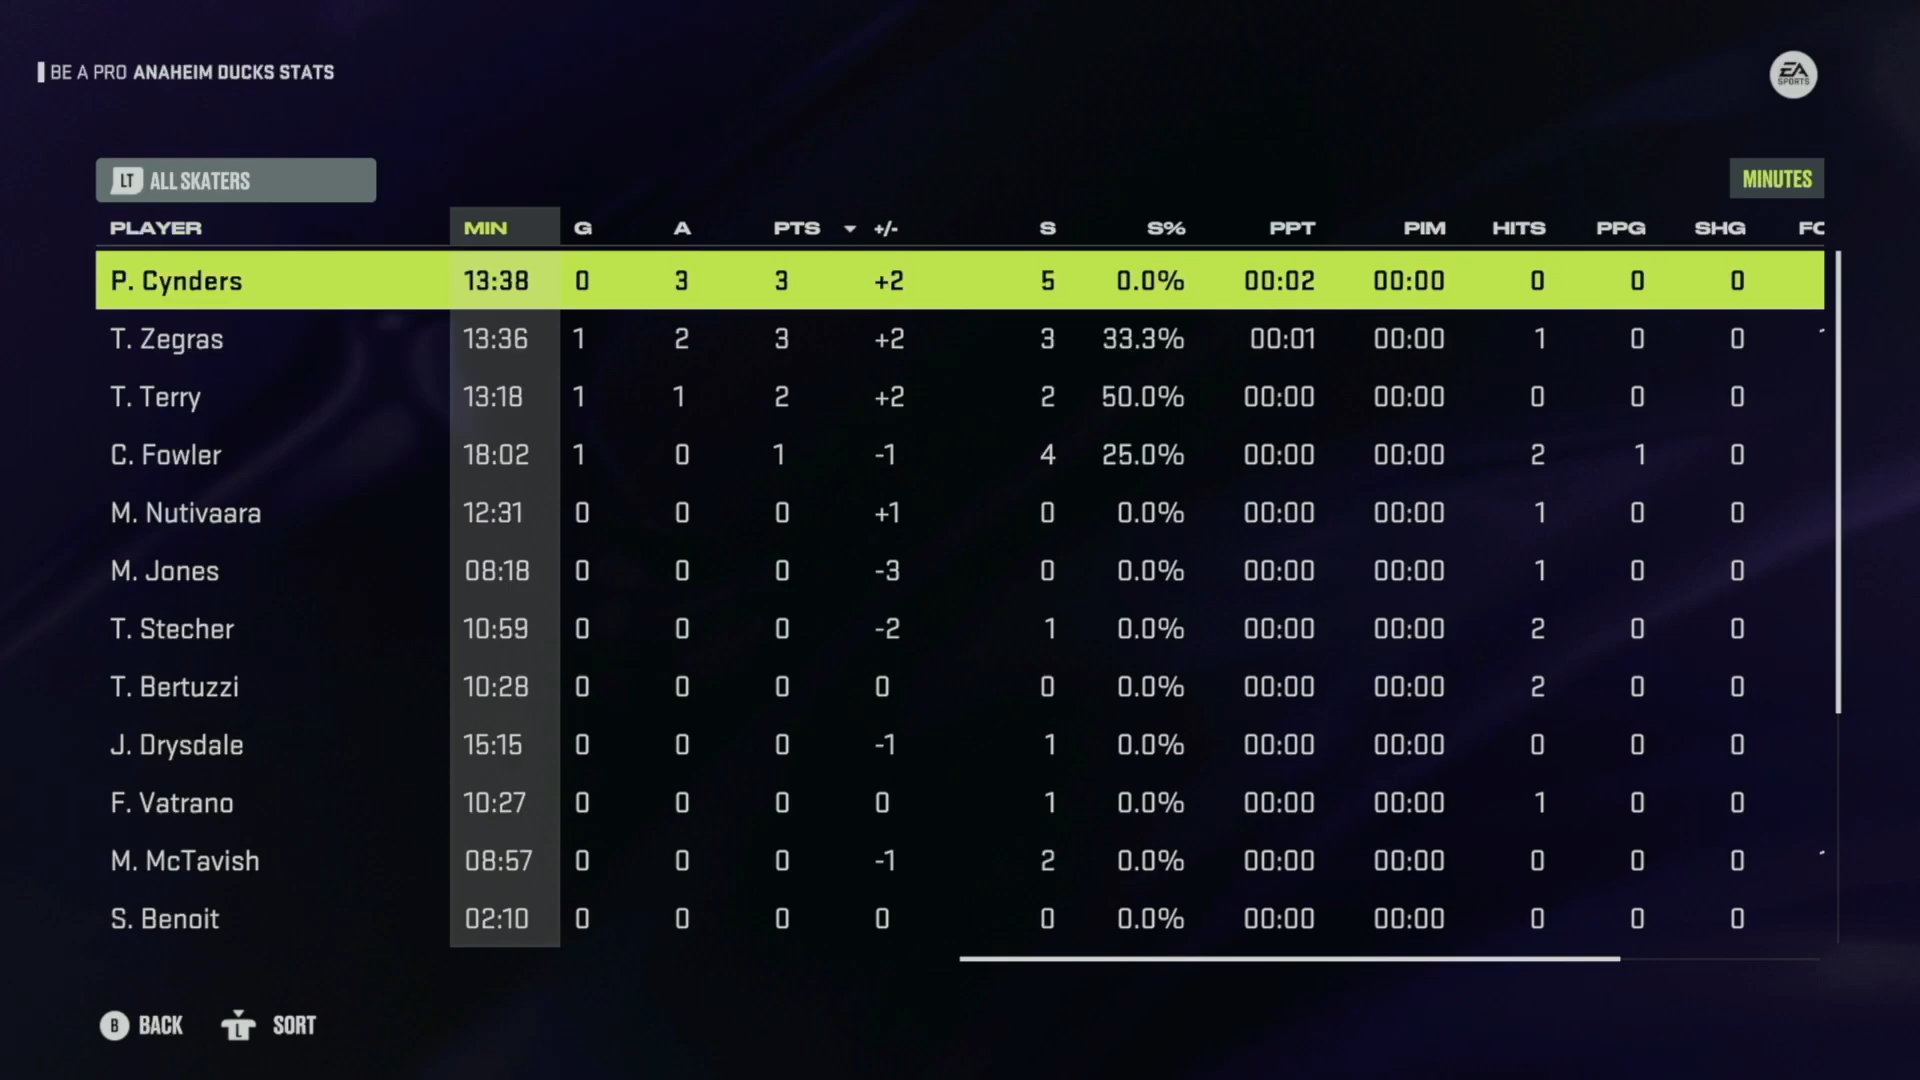 BE A PRO ANAHEIM DUCKS STATS
EA SPORTS
LT ALL SKATERS
MINUTES
PLAYER MIN G A PTS +/- S S% PPT PIM HITS PPG SHG
P. Cynders 13:38 0 3 3 +2 5 0.0% 00:02 00:00 0 0 0
T. Zegras 13:36 1 2 3 +2 3 33.3% 00:01 00:00 1 0 0
T. Terry 13:18 1 1 2 +2 2 50.0% 00:00 00:00 0 0 0
C. Fowler 18:02 1 0 1 -1 4 25.0% 00:00 00:00 2 1 0
M. Nutivaara 12:31 0 0 0 +1 0 0.0% 00:00 00:00 1 0 0
M. Jones 08:18 0 0 0 -3 0 0.0% 00:00 00:00 1 0 0
T. Stecher 10:59 0 0 0 -2 1 0.0% 00:00 00:00 2 0 0
T. Bertuzzi 10:28 0 0 0 0 0 0.0% 00:00 00:00 2 0 0
J. Drysdale 15:15 0 0 0 -1 1 0.0% 00:00 00:00 0 0 0
F. Vatrano 10:27 0 0 0 0 1 0.0% 00:00 00:00 1 0 0
M. McTavish 08:57 0 0 0 -1 2 0.0% 00:00 00:00 0 0 0
S. Benoit 02:10 0 0 0 0 0 0.0% 00:00 00:00 0 0 0
B BACK L SORT